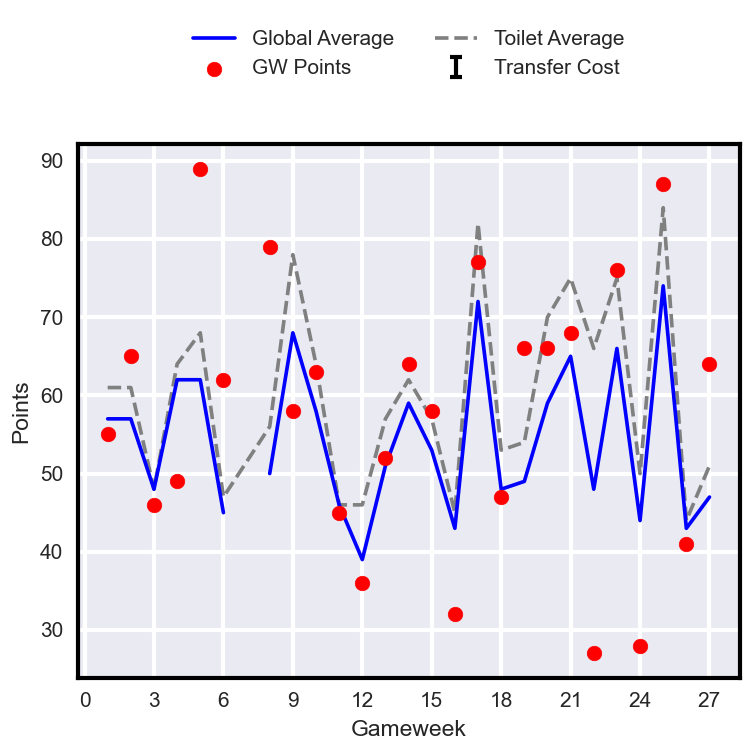 Global Average
Toilet Average
GW Points
Transfer Cost
90
80
70
60
50
40
30
Points
0 3 6 9 12 15 18 21 24 27
Gameweek